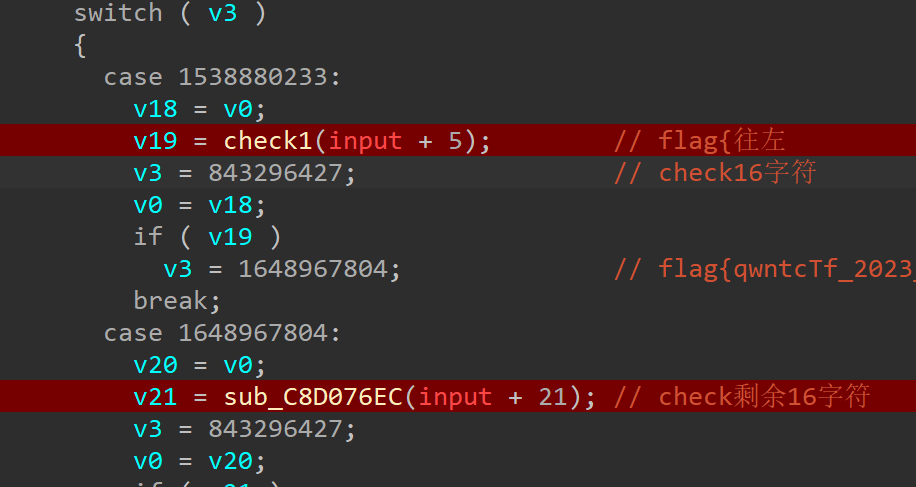 switch ( v3 )
{
case 1538880233:
v18 = v0;
v19 = check1(input + 5); // flag{往左
v3 = 843296427; // check16字符
v0 = v18;
if ( v19 )
v3 = 1648967804; // flag{qwntcTf_2023_
break;
case 1648967804:
v20 = v0;
v21 = sub_C8D076EC(input + 21); // check剩余16字符
v3 = 843296427;
v0 = v20;